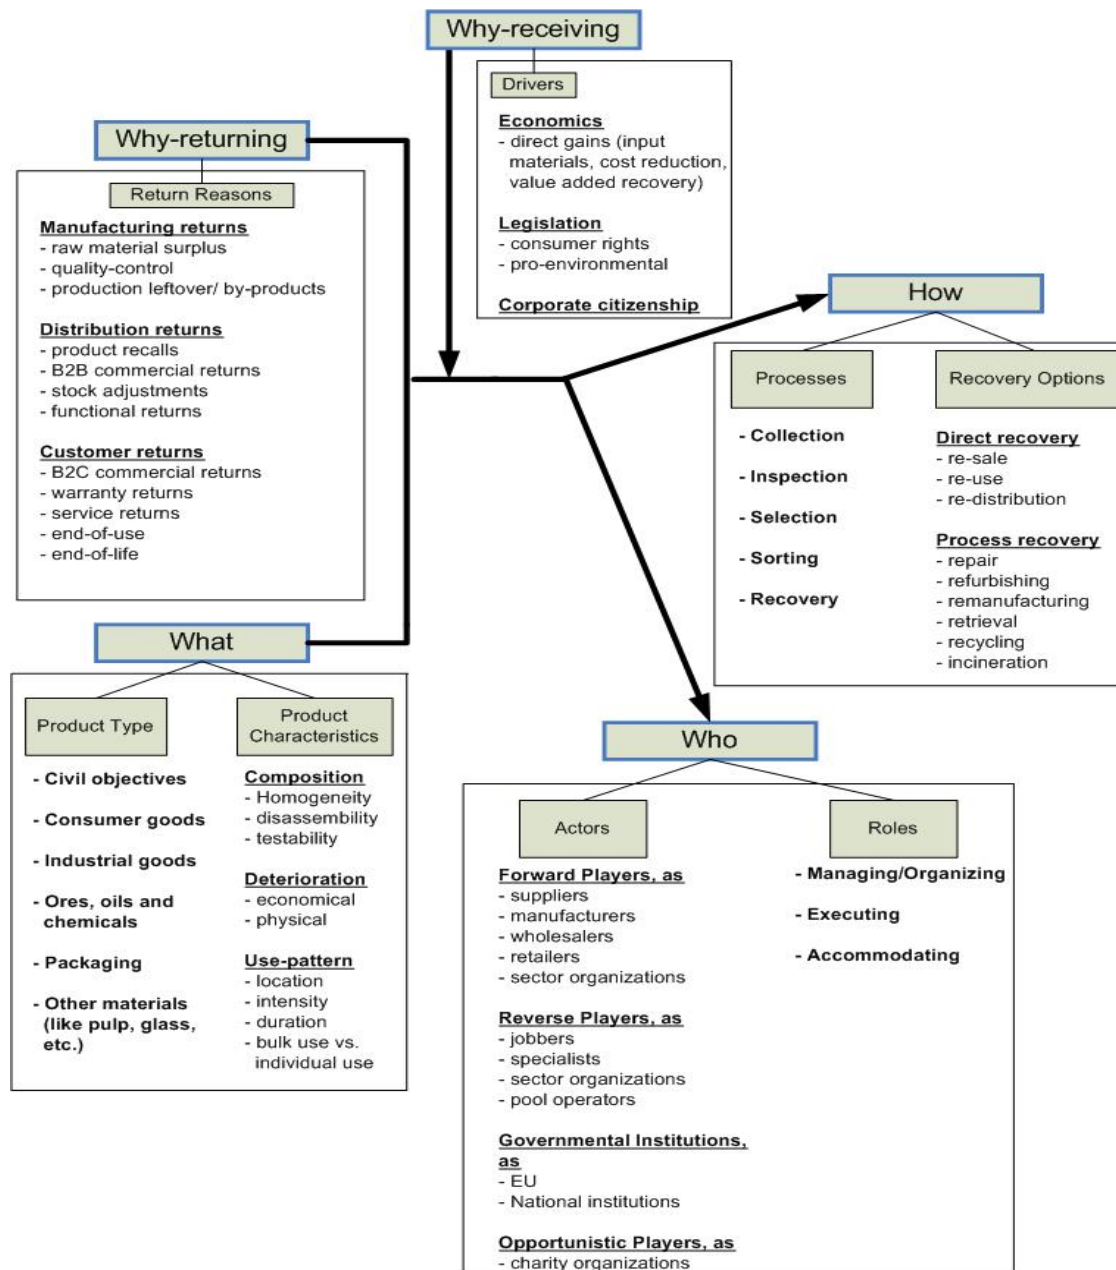 Why-receiving
Drivers
Economics
- direct gains (input
materials, cost reduction,
value added recovery)
Legislation
- consumer rights
- pro-environmental
Corporate citizenship
Why-returning
Return Reasons
Manufacturing returns
- raw material surplus
- quality-control
- production leftover/ by-products
Distribution returns
- product recalls
- B2B commercial returns
- stock adjustments
- functional returns
Customer returns
- B2C commercial returns
- warranty returns
- service returns
- end-of-use
- end-of-life
How
Processes
- Collection
- Inspection
- Selection
- Sorting
- Recovery
Recovery Options
Direct recovery
- re-sale
- re-use
- re-distribution
Process recovery
- repair
- refurbishing
- remanufacturing
- retrieval
- recycling
- incineration
What
Product Type
- Civil objectives
- Consumer goods
- Industrial goods
- Ores, oils and
chemicals
- Packaging
- Other materials
(like pulp, glass,
etc.)
Product
Characteristics
Composition
- Homogeneity
- disassembility
- testability
Deterioration
- economical
- physical
Use-pattern
- location
- intensity
- duration
- bulk use vs.
individual use
Who
Actors
Forward Players, as
- suppliers
- manufacturers
- wholesalers
- retailers
- sector organizations
Reverse Players, as
- jobbers
- specialists
- sector organizations
- pool operators
Governmental Institutions,
as
- EU
- National institutions
Opportunistic Players, as
- charity organizations
Roles
- Managing/Organizing
- Executing
- Accommodating